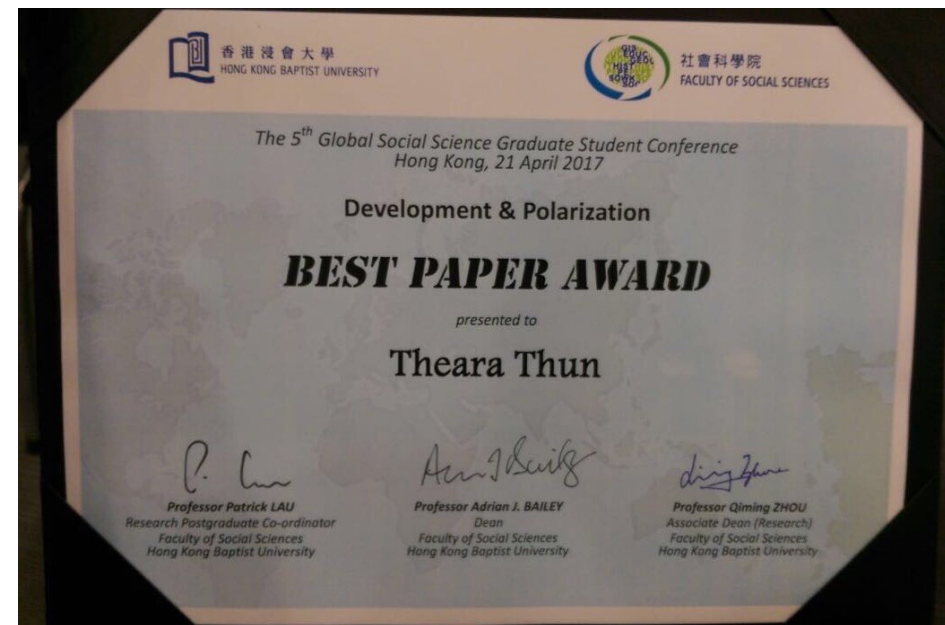 香港浸會大學
HONG KONG BAPTIST UNIVERSITY
社會科學院
FACULTY OF SOCIAL SCIENCES
The 5th Global Social Science Graduate Student Conference
Hong Kong, 21 April 2017
Development & Polarization
BEST PAPER AWARD
presented to
Theara Thun
Professor Patrick LAU
Research Postgraduate Co-ordinator
Faculty of Social Sciences
Hong Kong Baptist University
Professor Adrian J. BAILEY
Dean
Faculty of Social Sciences
Hong Kong Baptist University
Professor Qiming ZHOU
Associate Dean (Research)
Faculty of Social Sciences
Hong Kong Baptist University